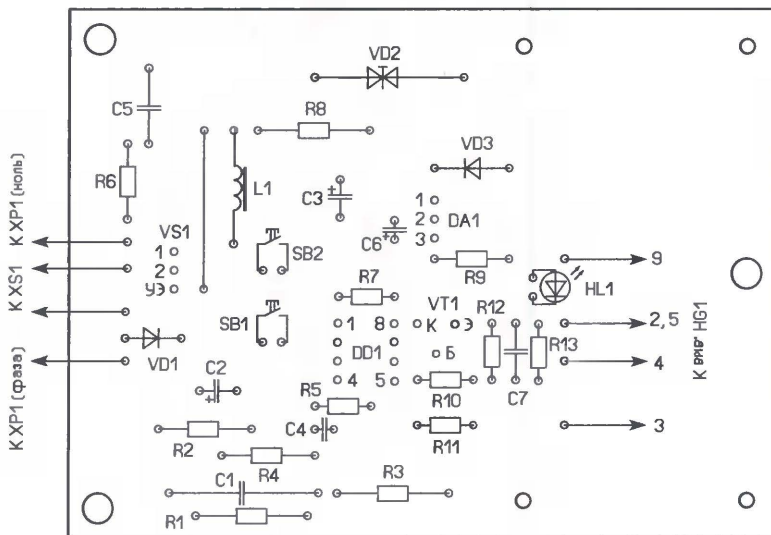 VD2
C5
R8
VD3
R6
L1
C3
1
2
3
DA1
C6
К ХР1 (ноль)
VS1
1
2
УЭ
SB2
R9
9
К XS1
R7
HL1
SB1
1
8
VT1
К
Э
R12
2,5
VD1
DD1
Б
R13
4
К выв. HG1
К ХР1 (фаза)
C2
+
4
5
R5
R10
C7
C4
R2
R11
3
R4
C1
R3
R1